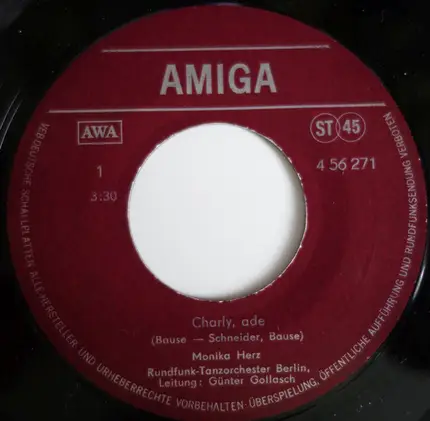 AMIGA
AWA
ST 45
1
4 56 271
3:30
Charly, ade
(Bause — Schneider, Bause)
Monika Herz
Rundfunk-Tanzorchester Berlin,
Leitung: Günter Gollasch
VEB DEUTSCHE SCHALLPLATTEN ALLE HERSTELLER- UND URHEBERRECHTE VORBEHALTEN · ÜBERSPIELUNG, ÖFFENTLICHE AUFFÜHRUNG UND RUNDFUNKSENDUNG VERBOTEN